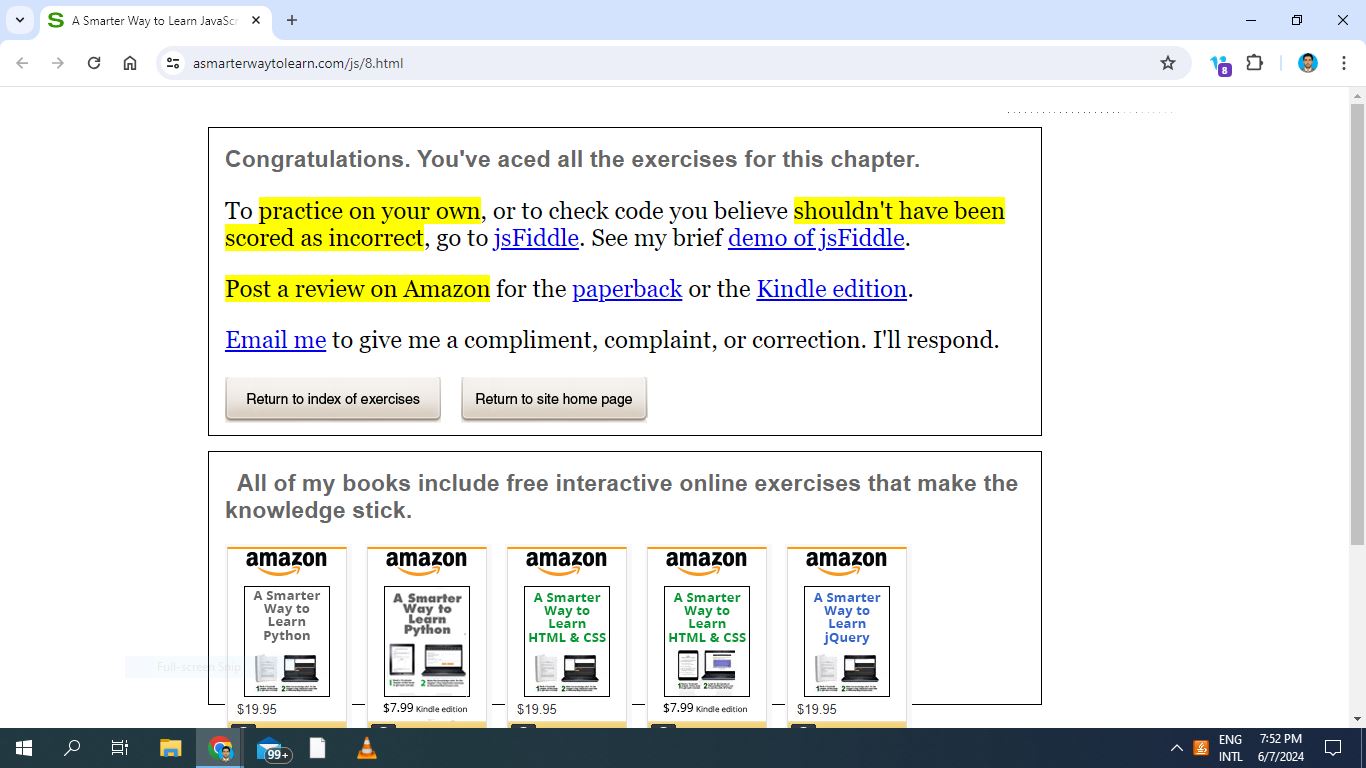 A Smarter Way to Learn JavaScr
asmarterwaytolearn.com/js/8.html
8
Congratulations. You've aced all the exercises for this chapter.
To practice on your own, or to check code you believe shouldn't have been
scored as incorrect, go to jsFiddle. See my brief demo of jsFiddle.
Post a review on Amazon for the paperback or the Kindle edition.
Email me to give me a compliment, complaint, or correction. I'll respond.
Return to index of exercises Return to site home page
All of my books include free interactive online exercises that make the
knowledge stick.
amazon amazon amazon amazon amazon
A Smarter A Smarter A Smarter A Smarter A Smarter
Way to Way to Way to Way to Way to
Learn Learn Learn Learn Learn
Python Python HTML & CSS HTML & CSS jQuery
Full-screen Snip
$19.95 $7.99 Kindle edition $19.95 $7.99 Kindle edition $19.95
99+
ENG 7:52 PM
INTL 6/7/2024